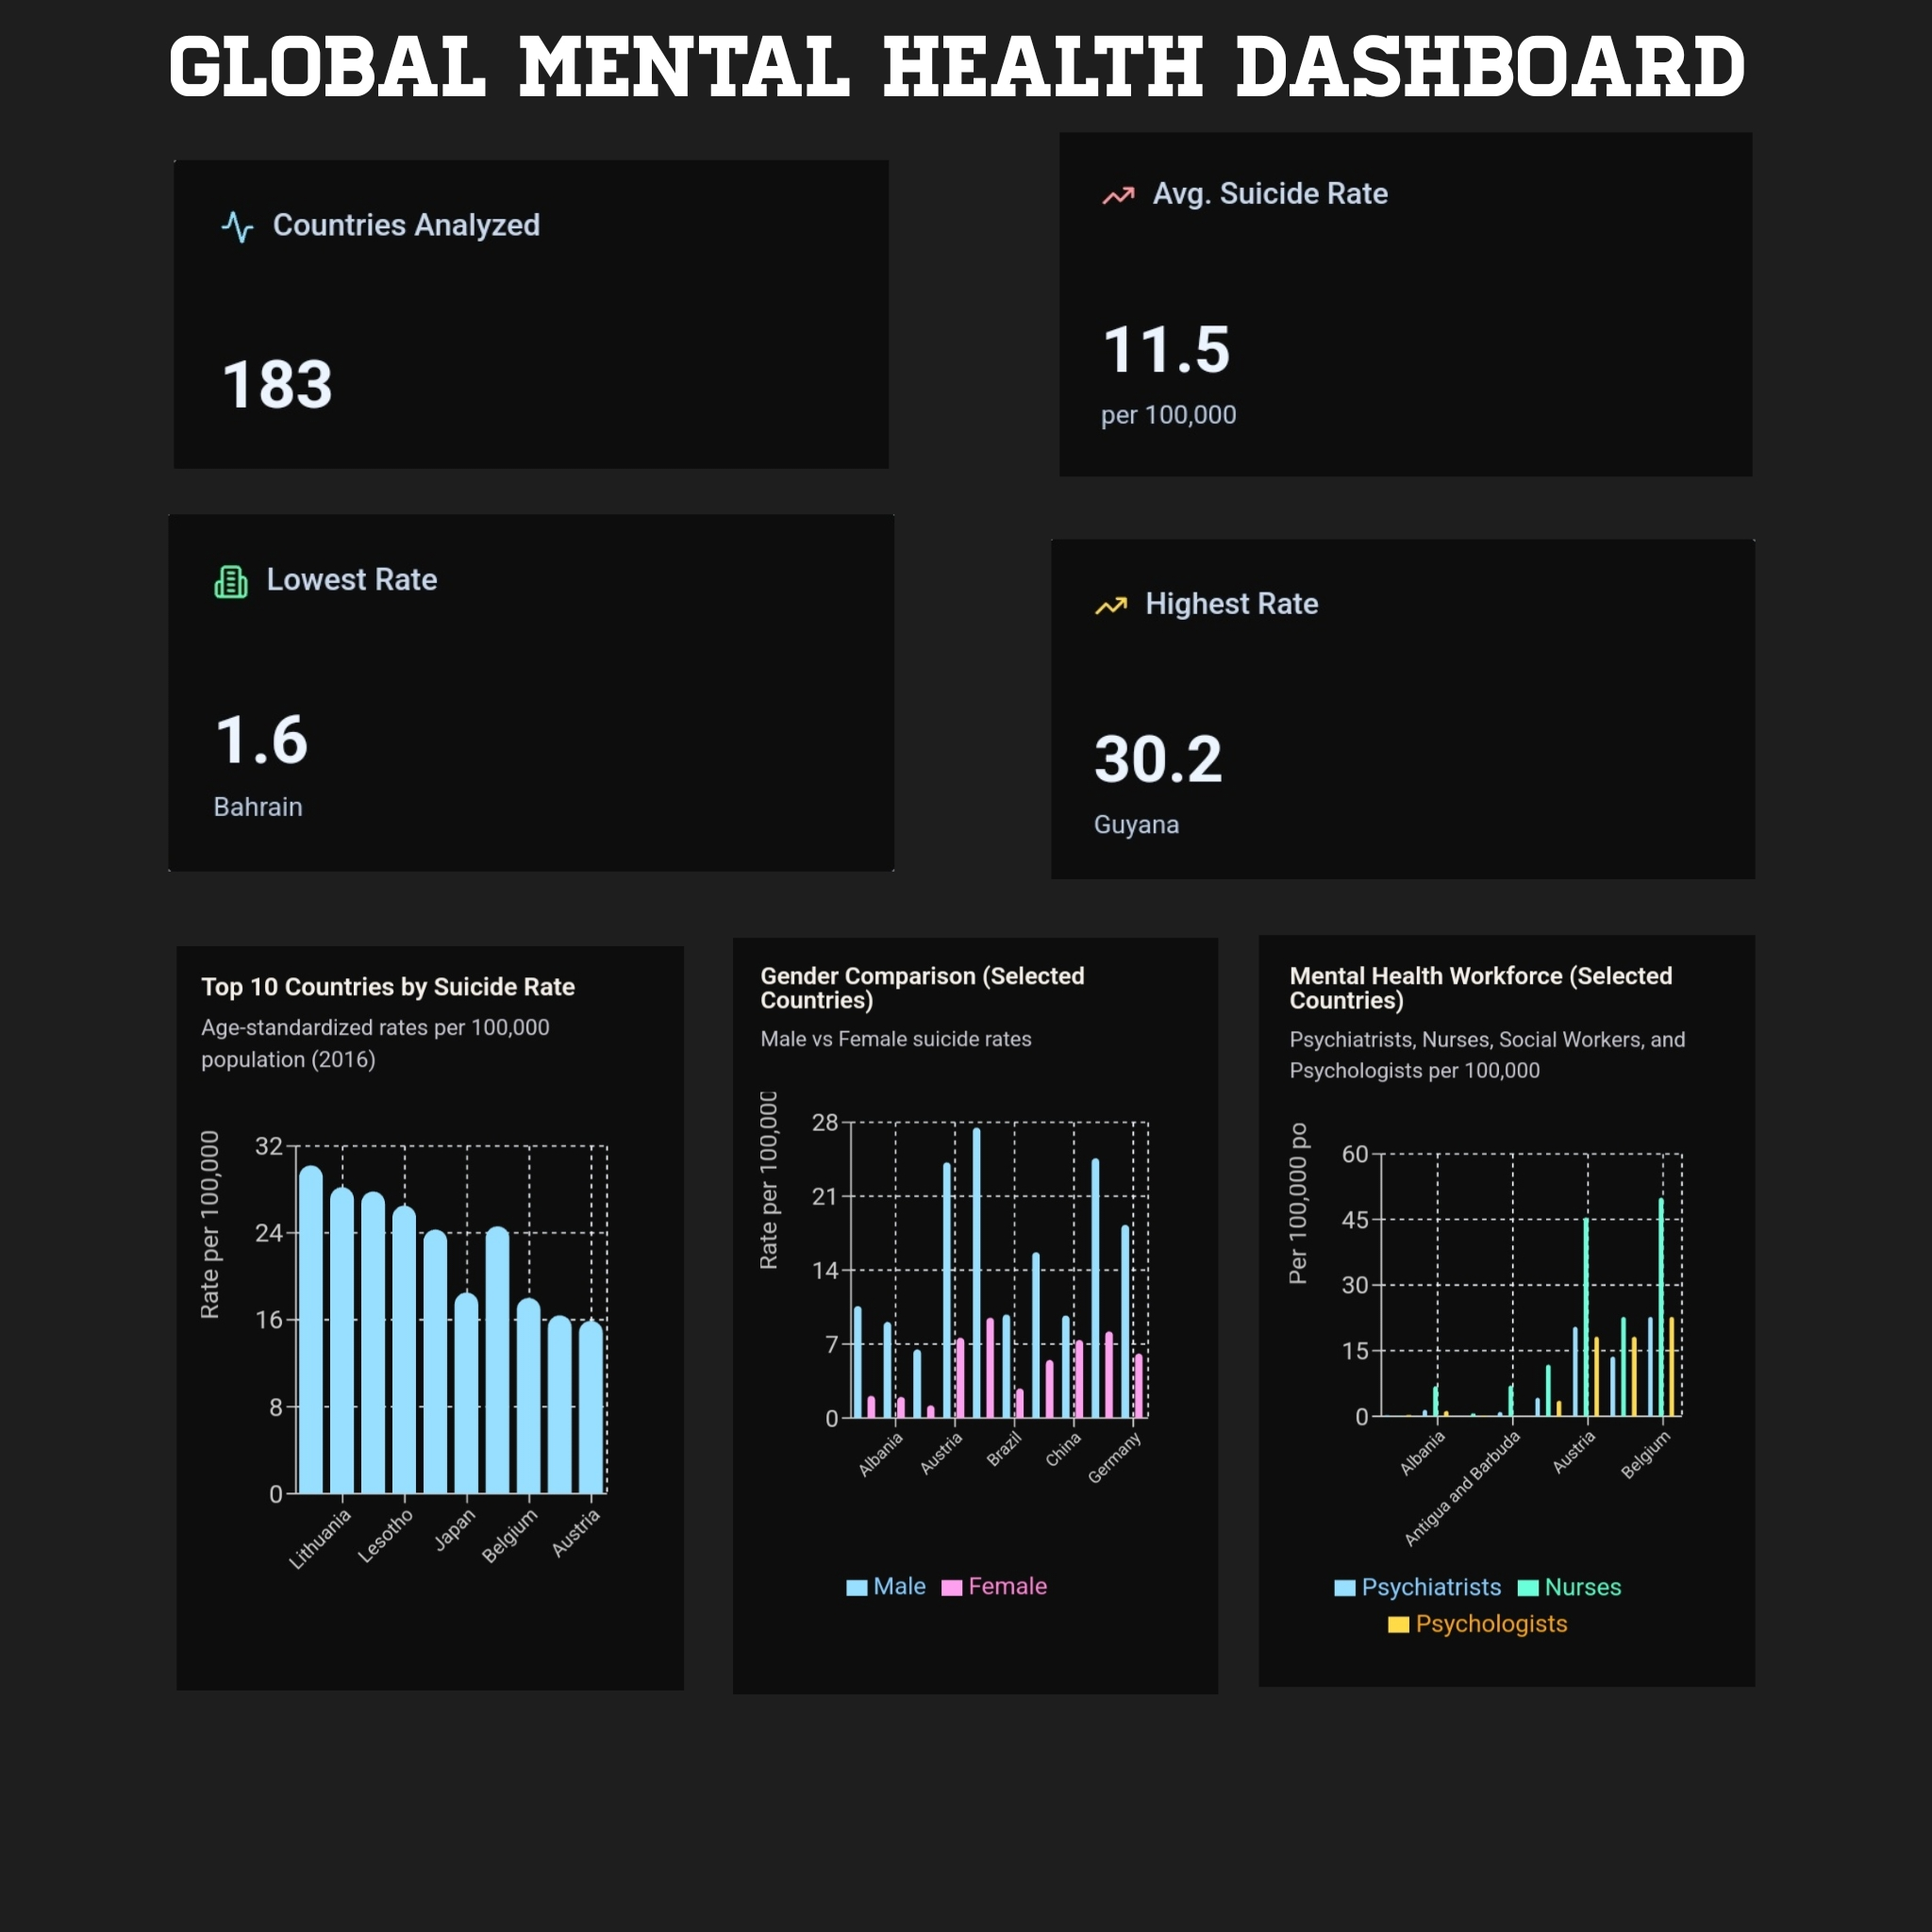 GLOBAL MENTAL HEALTH DASHBOARD
Countries Analyzed
183
Avg. Suicide Rate
11.5
per 100,000
Lowest Rate
1.6
Bahrain
Highest Rate
30.2
Guyana
Top 10 Countries by Suicide Rate
Age-standardized rates per 100,000
population (2016)
Rate per 100,000
32
24
16
8
0
Lithuania
Lesotho
Japan
Belgium
Austria
Gender Comparison (Selected
Countries)
Male vs Female suicide rates
Rate per 100,000
28
21
14
7
0
Albania
Austria
Brazil
China
Germany
Male
Female
Mental Health Workforce (Selected
Countries)
Psychiatrists, Nurses, Social Workers, and
Psychologists per 100,000
Per 100,000 po
60
45
30
15
0
Albania
Antigua and Barbuda
Austria
Belgium
Psychiatrists
Nurses
Psychologists